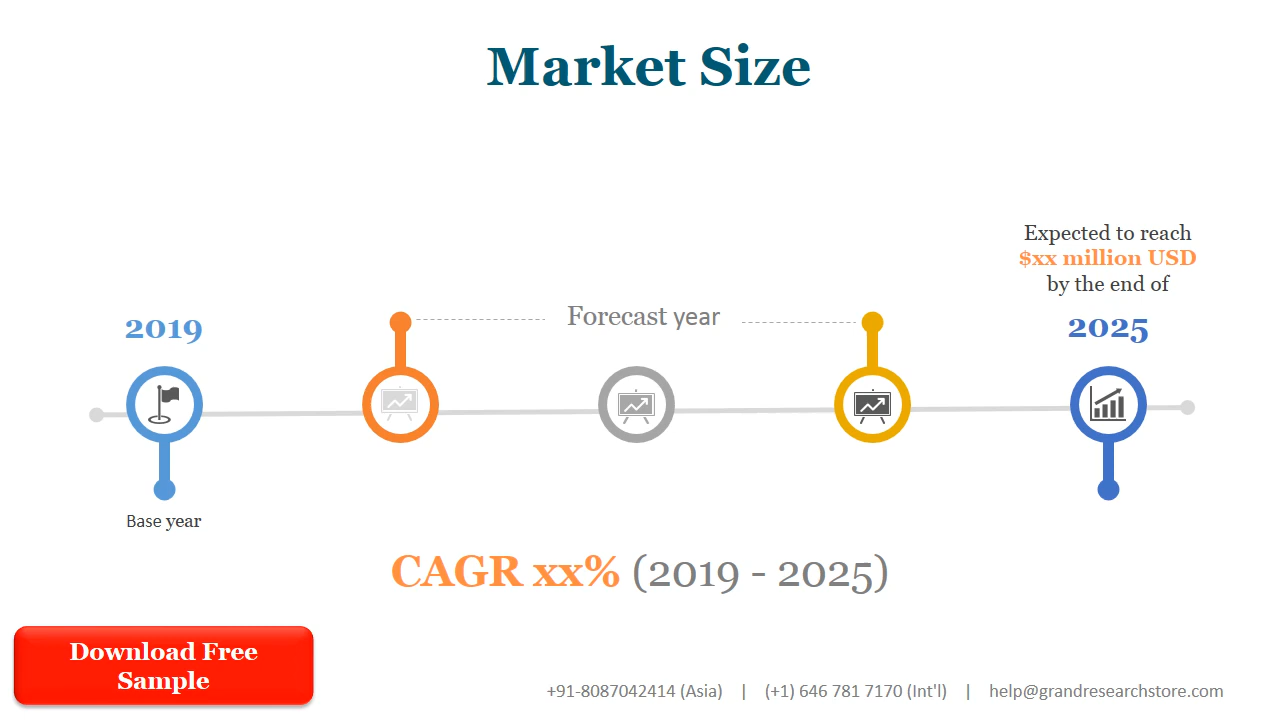 Market Size
Expected to reach
$xx million USD
by the end of
2019
Forecast year
2025
Base year
CAGR xx% (2019 - 2025)
Download Free
Sample
+91-8087042414 (Asia) | (+1) 646 781 7170 (Int'l) | help@grandresearchstore.com